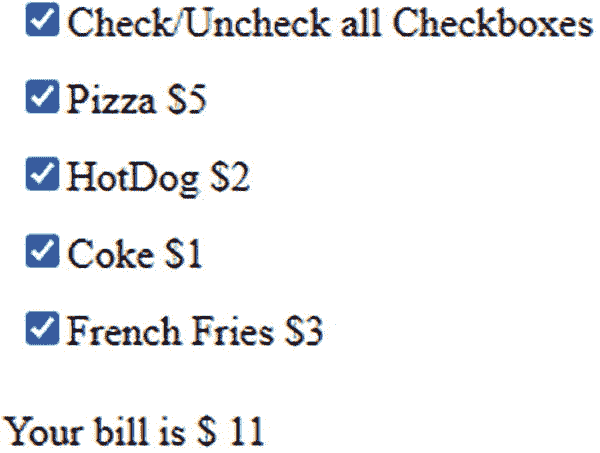 Check/Uncheck all Checkboxes
Pizza $5
HotDog $2
Coke $1
French Fries $3
Your bill is $ 11